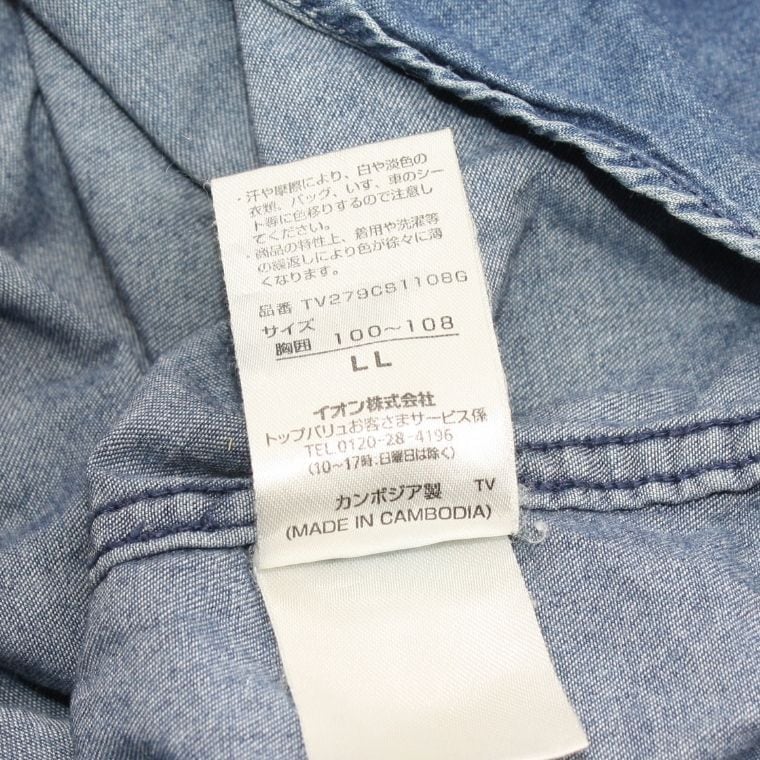 ・汗や摩擦により、白や淡色の
衣類、バッグ、いす、車のシー
ト等に色移りするので注意し
てください。
・商品の特性上、着用や洗濯等
の繰返しにより色が徐々に薄
くなります。
品番 TV279CS1108G
サイズ
胸囲 100～108
LL
イオン株式会社
トップバリュお客さまサービス係
TEL.0120-28-4196
(10～17時.日曜日は除く)
カンボジア製 TV
(MADE IN CAMBODIA)